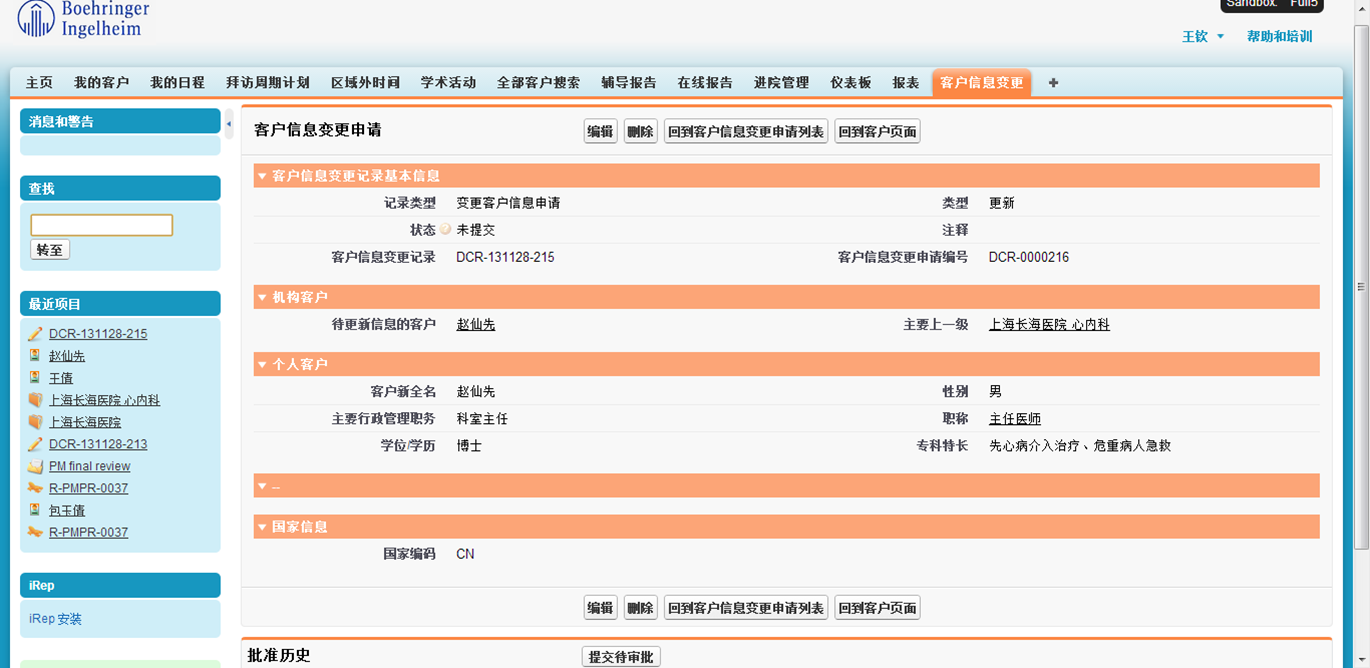 Boehringer
Ingelheim
Sandbox: Full5
王钦 帮助和培训
主页 我的客户 我的日程 拜访周期计划 区域外时间 学术活动 全部客户搜索 辅导报告 在线报告 进院管理 仪表板 报表 客户信息变更 +
消息和警告
查找
转至
最近项目
DCR-131128-215
赵仙先
王倩
上海长海医院 心内科
上海长海医院
DCR-131128-213
PM final review
R-PMPR-0037
包玉倩
R-PMPR-0037
iRep
iRep 安装
客户信息变更申请 编辑 删除 回到客户信息变更申请列表 回到客户页面
客户信息变更记录基本信息
记录类型 变更客户信息申请 类型 更新
状态 未提交 注释
客户信息变更记录 DCR-131128-215 客户信息变更申请编号 DCR-0000216
机构客户
待更新信息的客户 赵仙先 主要上一级 上海长海医院 心内科
个人客户
客户新全名 赵仙先 性别 男
主要行政管理职务 科室主任 职称 主任医师
学位/学历 博士 专科特长 先心病介入治疗、危重病人急救
--
国家信息
国家编码 CN
编辑 删除 回到客户信息变更申请列表 回到客户页面
批准历史 提交待审批